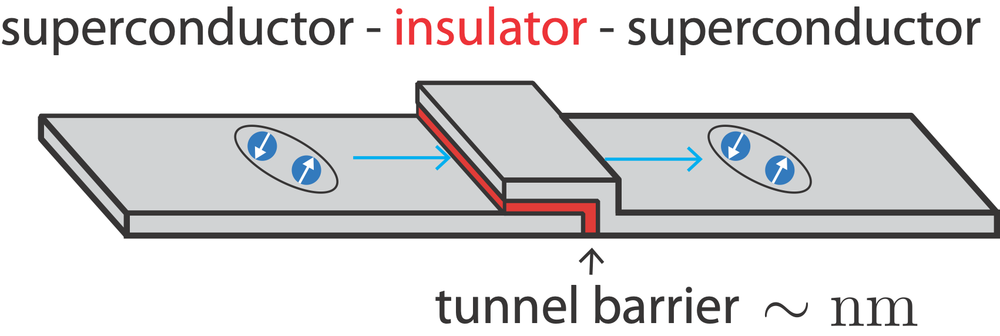 superconductor - insulator - superconductor
tunnel barrier ∼ nm